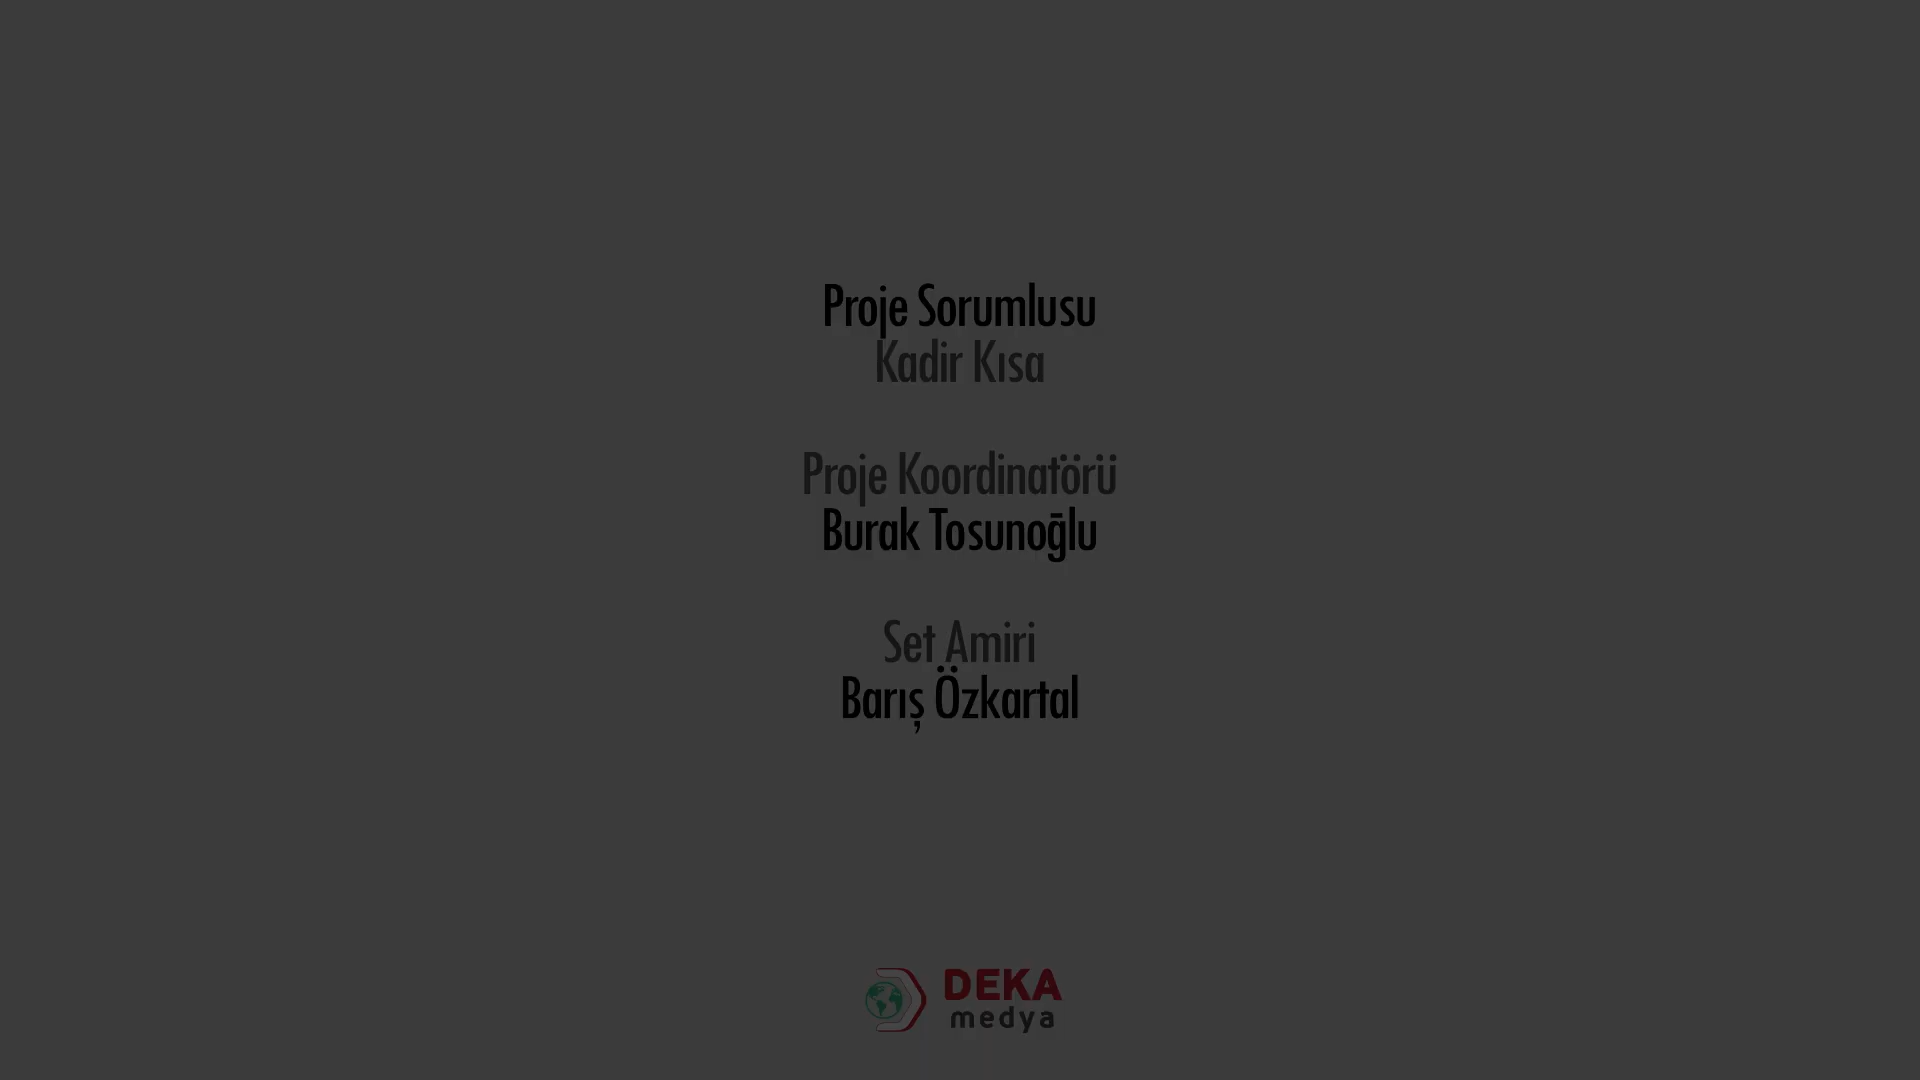 Proje Sorumlusu
Kadir Kısa
Proje Koordinatörü
Burak Tosunoğlu
Set Amiri
Barış Özkartal
DEKA
medya